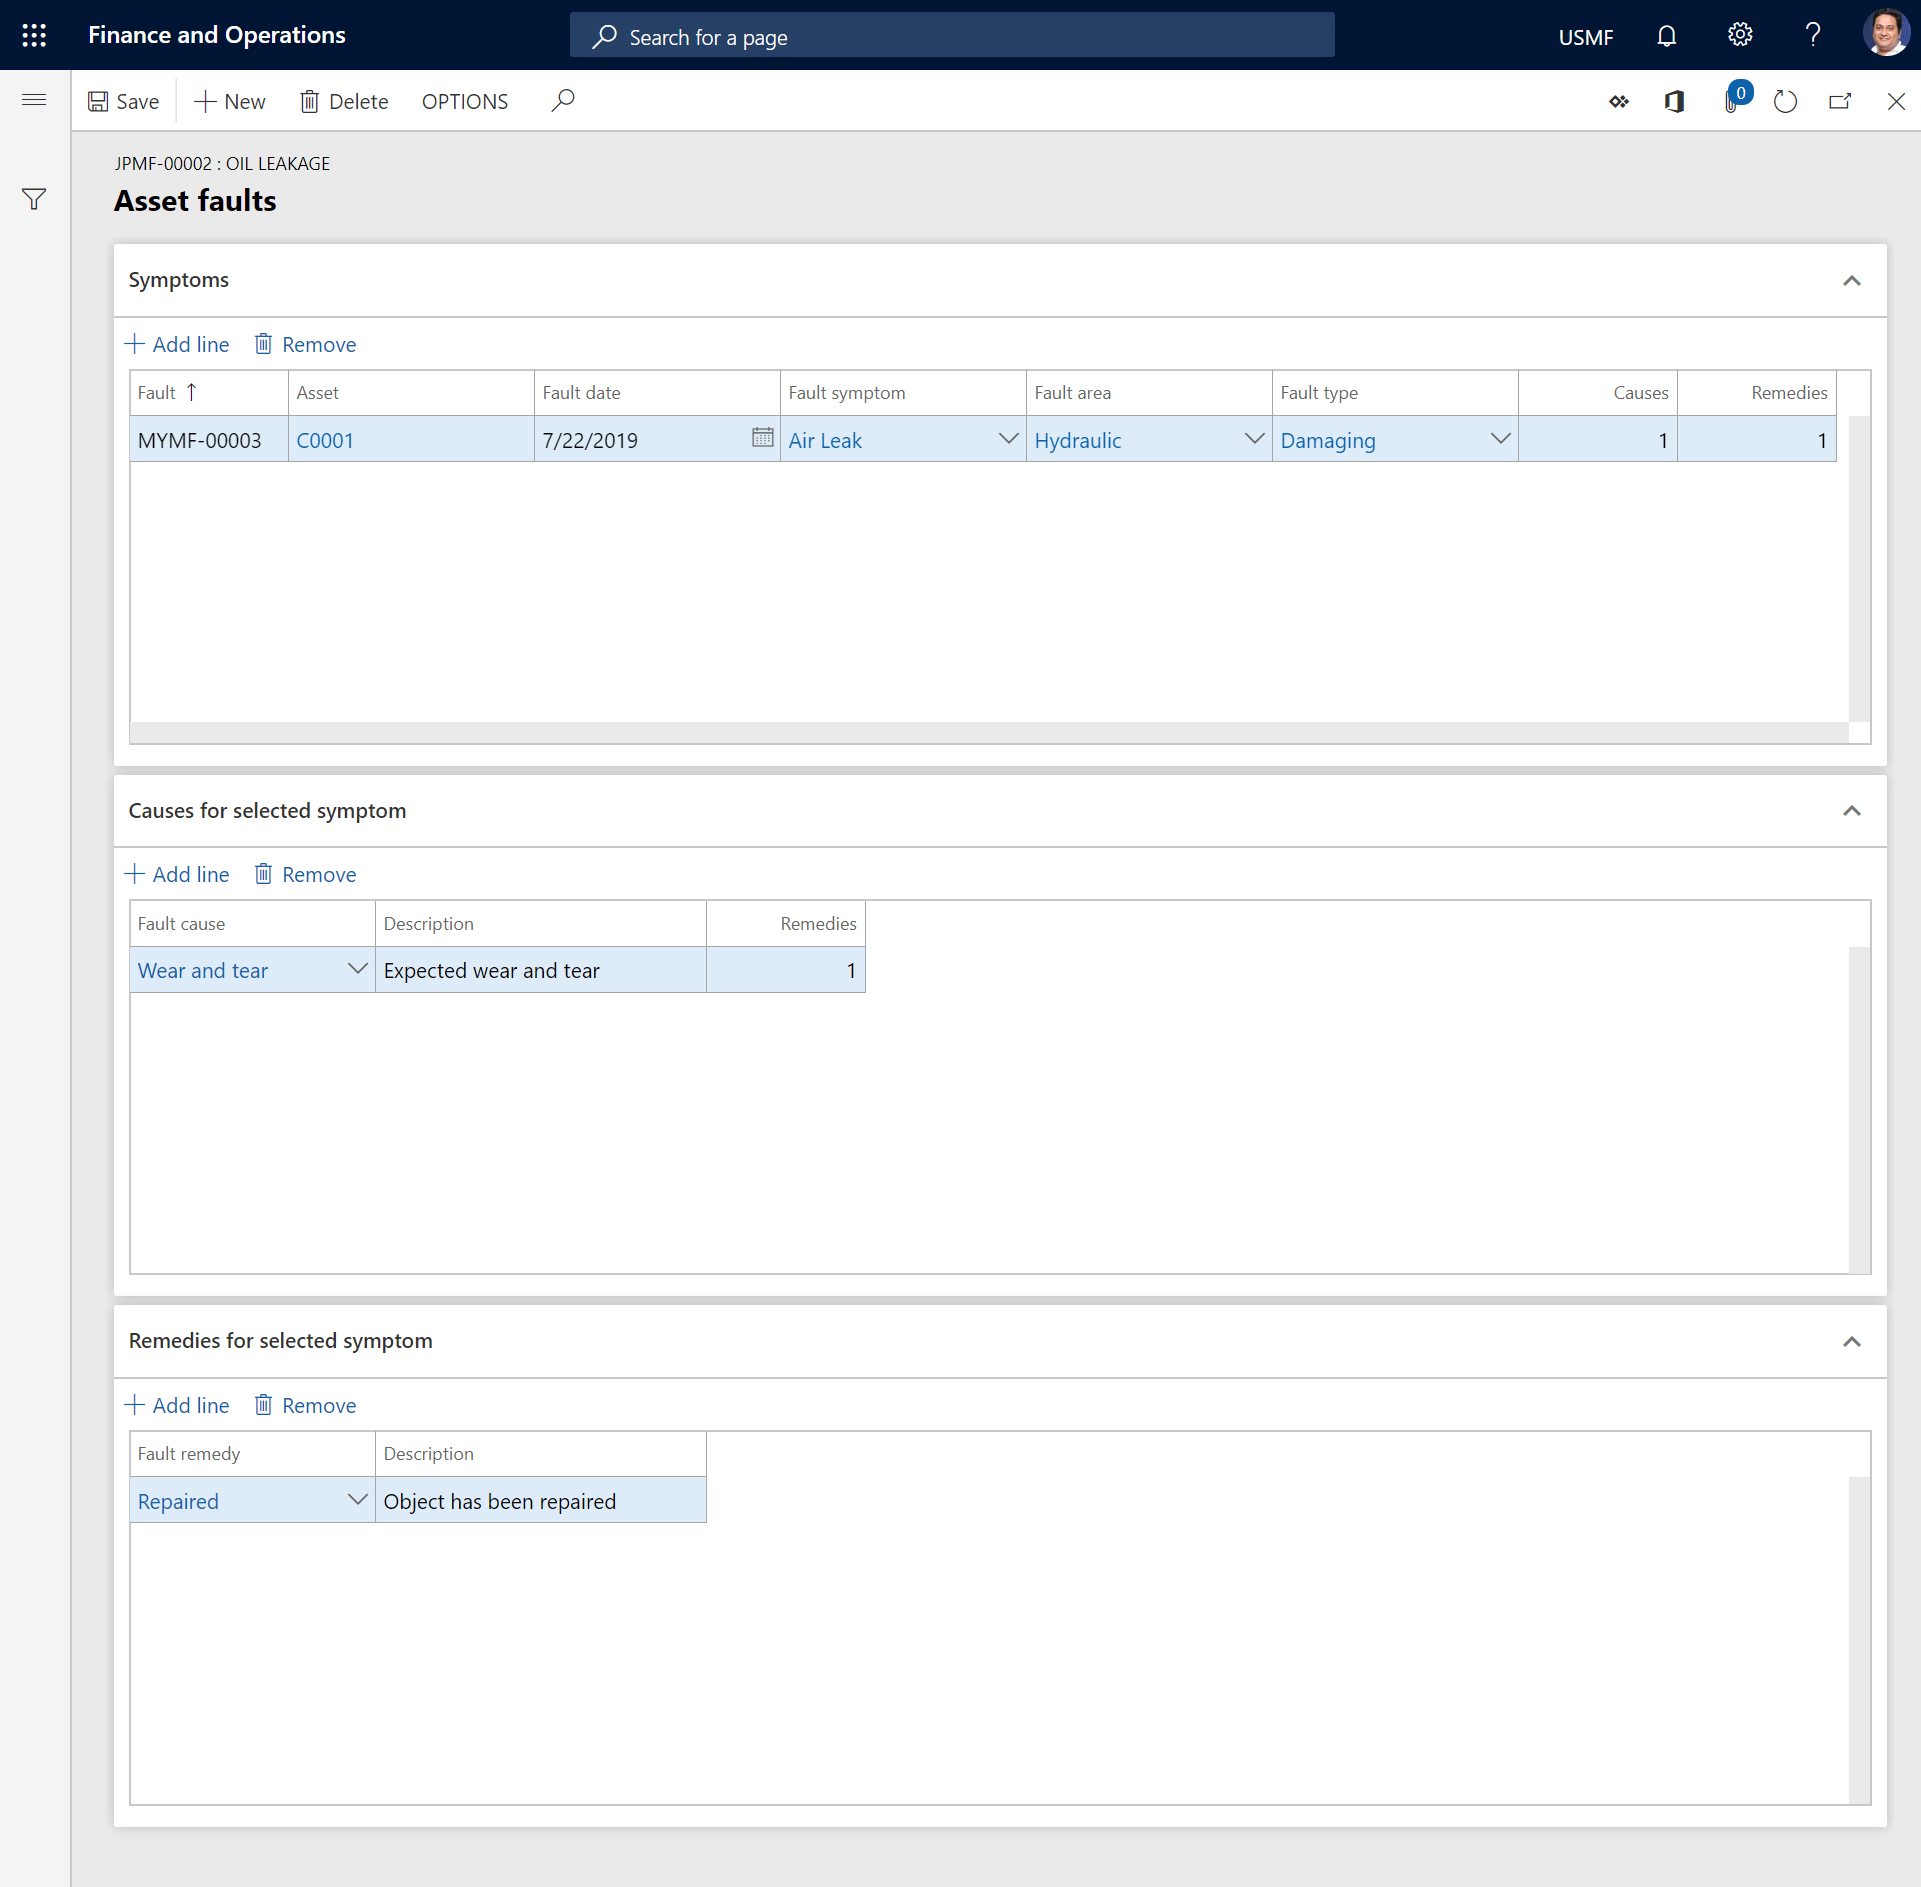 Finance and Operations
Search for a page
USMF
?
Save
New
Delete
OPTIONS
0
JPMF-00002 : OIL LEAKAGE
Asset faults
Symptoms
Add line Remove
Fault ↑ Asset Fault date Fault symptom Fault area Fault type Causes Remedies
MYMF-00003 C0001 7/22/2019 Air Leak Hydraulic Damaging 1 1
Causes for selected symptom
Add line Remove
Fault cause Description Remedies
Wear and tear Expected wear and tear 1
Remedies for selected symptom
Add line Remove
Fault remedy Description
Repaired Object has been repaired